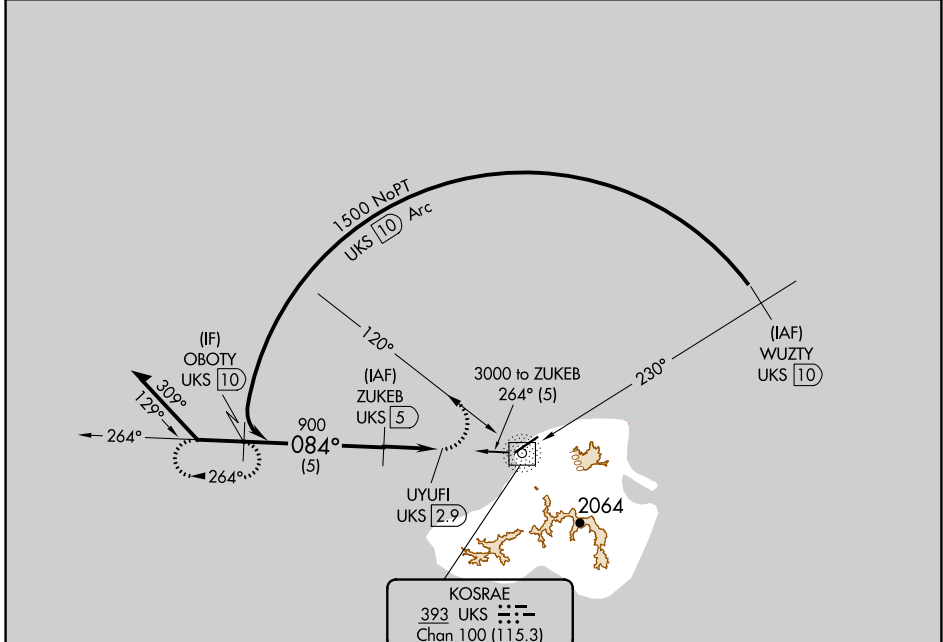 1500 NoPT
UKS 10 Arc
(IF)
OBOTY
UKS 10
120°
(IAF)
ZUKEB
UKS 5
3000 to ZUKEB
264° (5)
230°
(IAF)
WUZTY
UKS 10
309°
129°
264°
900
084°
(5)
264°
UYUFI
UKS 2.9
2064
KOSRAE
393 UKS
Chan 100 (115.3)